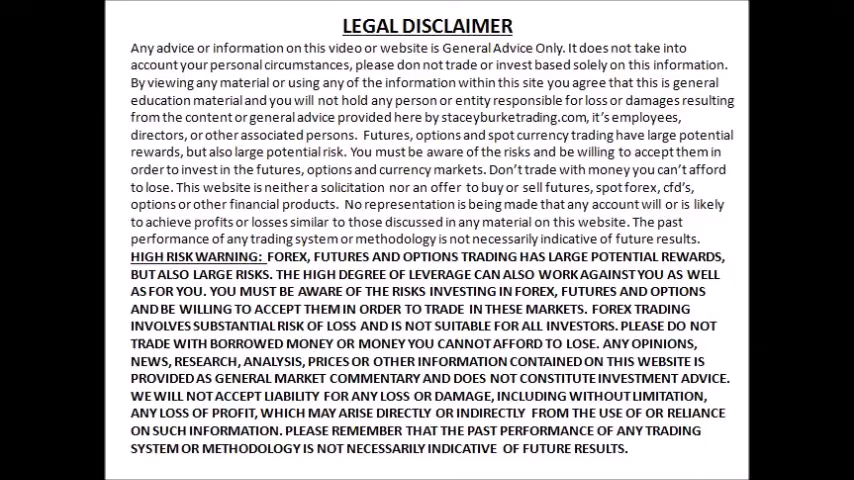 LEGAL DISCLAIMER
Any advice or information on this video or website is General Advice Only. It does not take into
account your personal circumstances, please don not trade or invest based solely on this information.
By viewing any material or using any of the information within this site you agree that this is general
education material and you will not hold any person or entity responsible for loss or damages resulting
from the content or general advice provided here by staceyburketrading.com, it's employees,
directors, or other associated persons. Futures, options and spot currency trading have large potential
rewards, but also large potential risk. You must be aware of the risks and be willing to accept them in
order to invest in the futures, options and currency markets. Don't trade with money you can't afford
to lose. This website is neither a solicitation nor an offer to buy or sell futures, spot forex, cfd's,
options or other financial products. No representation is being made that any account will or is likely
to achieve profits or losses similar to those discussed in any material on this website. The past
performance of any trading system or methodology is not necessarily indicative of future results.
HIGH RISK WARNING: FOREX, FUTURES AND OPTIONS TRADING HAS LARGE POTENTIAL REWARDS,
BUT ALSO LARGE RISKS. THE HIGH DEGREE OF LEVERAGE CAN ALSO WORK AGAINST YOU AS WELL
AS FOR YOU. YOU MUST BE AWARE OF THE RISKS INVESTING IN FOREX, FUTURES AND OPTIONS
AND BE WILLING TO ACCEPT THEM IN ORDER TO TRADE IN THESE MARKETS. FOREX TRADING
INVOLVES SUBSTANTIAL RISK OF LOSS AND IS NOT SUITABLE FOR ALL INVESTORS. PLEASE DO NOT
TRADE WITH BORROWED MONEY OR MONEY YOU CANNOT AFFORD TO LOSE. ANY OPINIONS,
NEWS, RESEARCH, ANALYSIS, PRICES OR OTHER INFORMATION CONTAINED ON THIS WEBSITE IS
PROVIDED AS GENERAL MARKET COMMENTARY AND DOES NOT CONSTITUTE INVESTMENT ADVICE.
WE WILL NOT ACCEPT LIABILITY FOR ANY LOSS OR DAMAGE, INCLUDING WITHOUT LIMITATION,
ANY LOSS OF PROFIT, WHICH MAY ARISE DIRECTLY OR INDIRECTLY FROM THE USE OF OR RELIANCE
ON SUCH INFORMATION. PLEASE REMEMBER THAT THE PAST PERFORMANCE OF ANY TRADING
SYSTEM OR METHODOLOGY IS NOT NECESSARILY INDICATIVE OF FUTURE RESULTS.